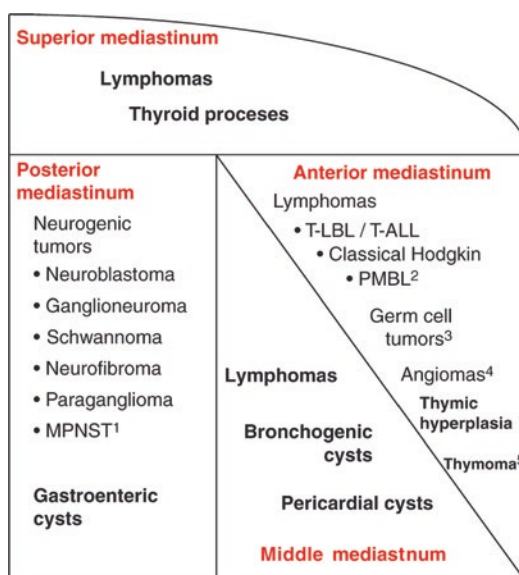 Superior mediastinum
Lymphomas
Thyroid proceses
Posterior
mediastinum
Neurogenic
tumors
• Neuroblastoma
• Ganglioneuroma
• Schwannoma
• Neurofibroma
• Paraganglioma
• MPNST1
Gastroenteric
cysts
Anterior mediastinum
Lymphomas
• T-LBL / T-ALL
• Classical Hodgkin
• PMBL2
Germ cell
tumors3
Angiomas4
Thymic
hyperplasia
Thymoma5
Lymphomas
Bronchogenic
cysts
Pericardial cysts
Middle mediastnum